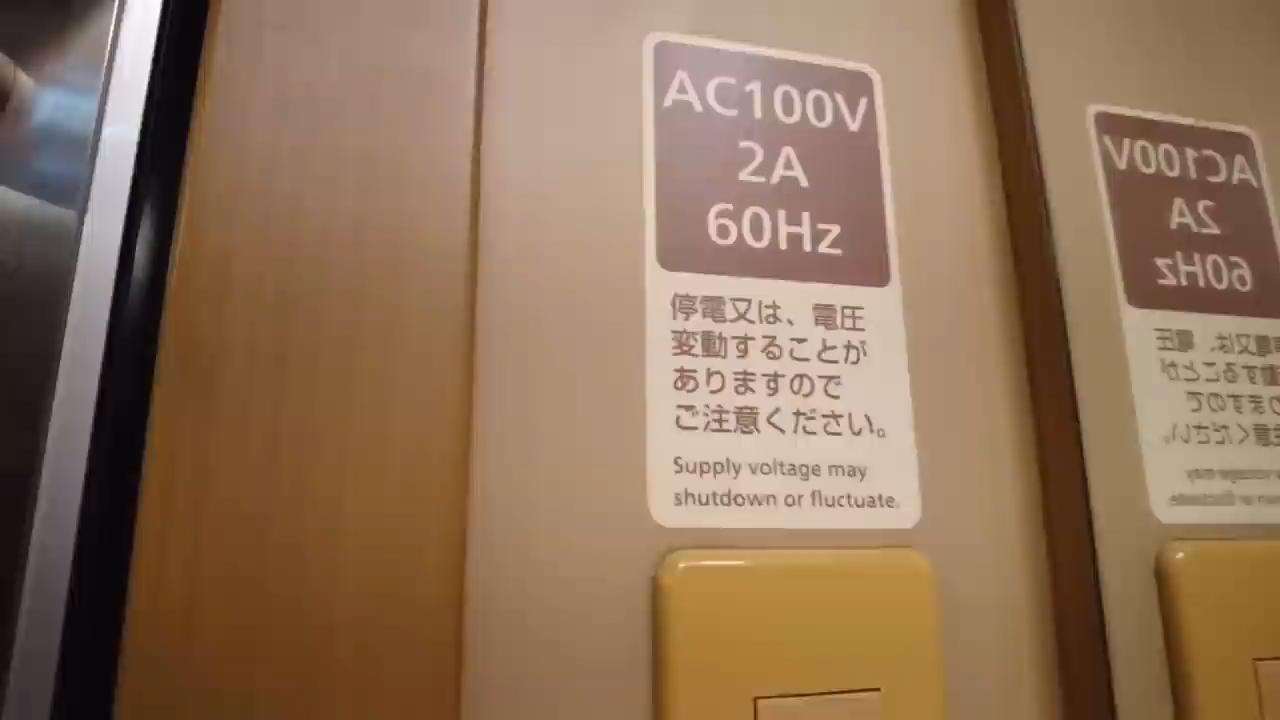 AC100V
2A
60Hz
停電又は、電圧
変動することが
ありますので
ご注意ください。
Supply voltage may
shutdown or fluctuate.
AC100V
2A
60Hz